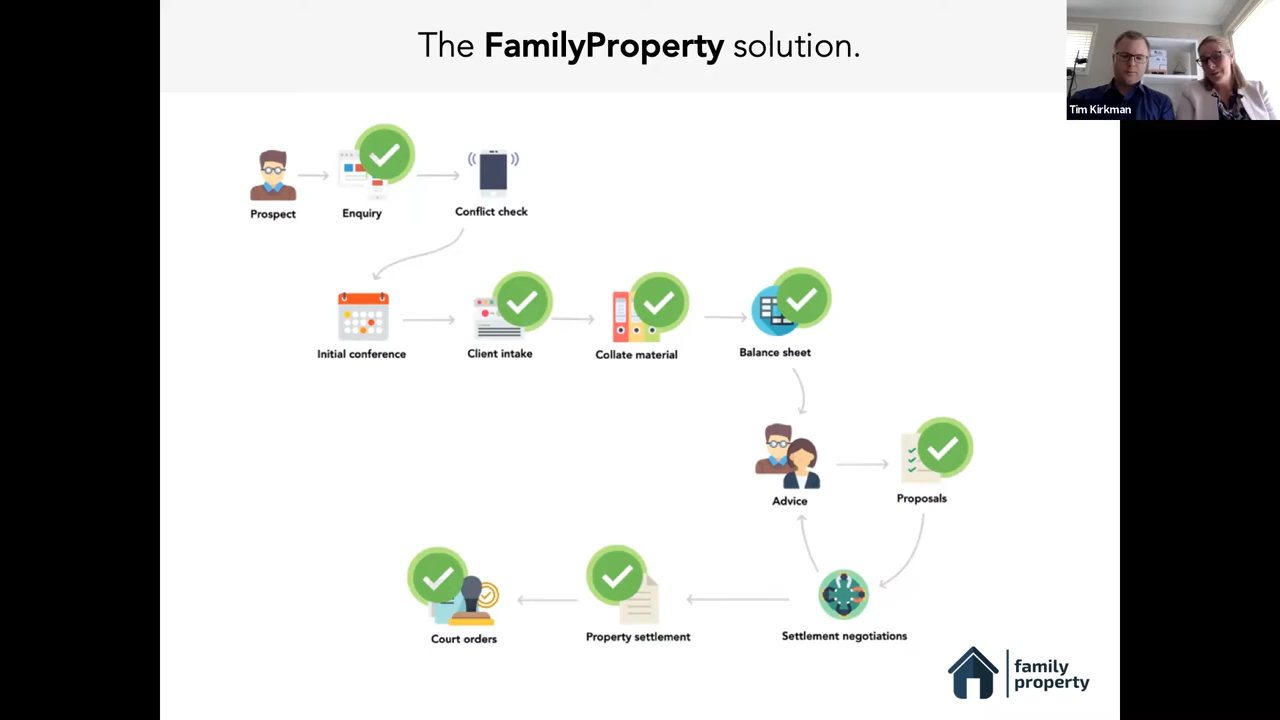 The FamilyProperty solution.
Tim Kirkman
Prospect
Enquiry
Conflict check
Initial conference
Client intake
Collate material
Balance sheet
Advice
Proposals
Court orders
Property settlement
Settlement negotiations
family
property